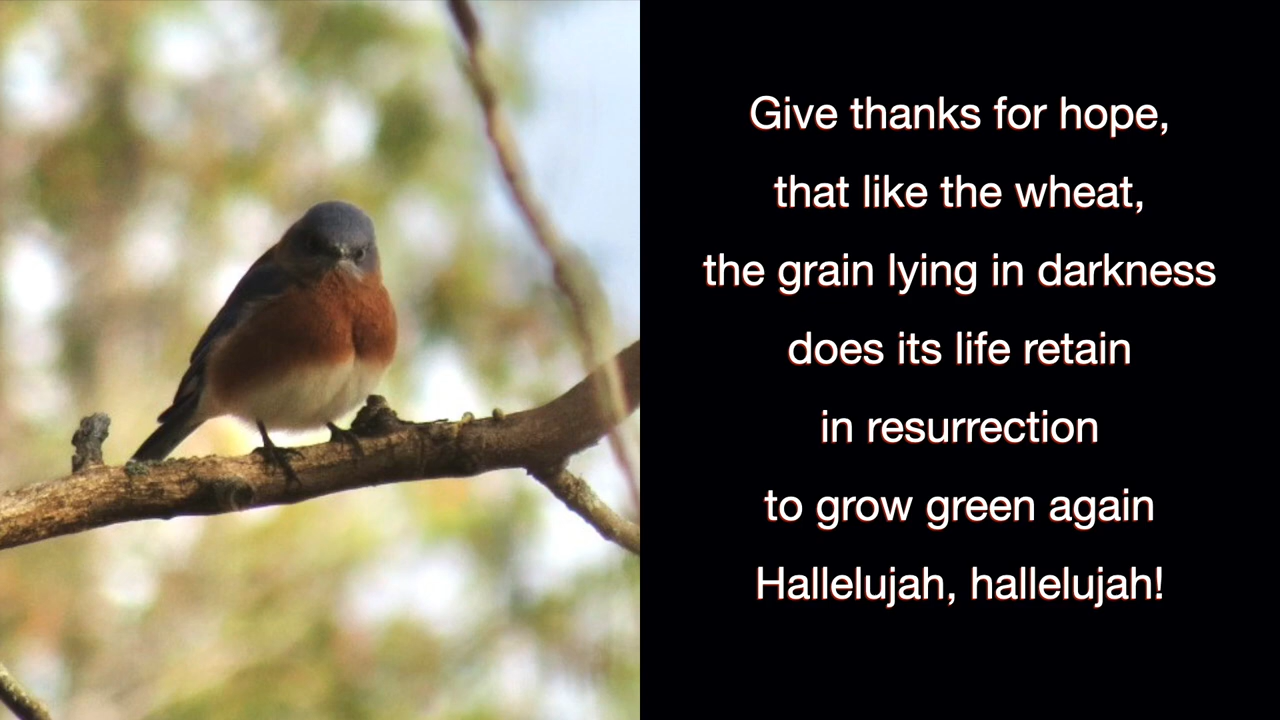 Give thanks for hope,
that like the wheat,
the grain lying in darkness
does its life retain
in resurrection
to grow green again
Hallelujah, hallelujah!